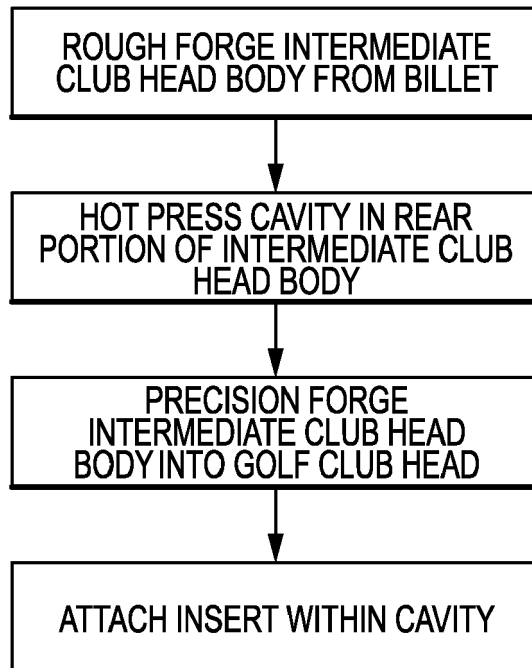 ROUGH FORGE INTERMEDIATE
CLUB HEAD BODY FROM BILLET
HOT PRESS CAVITY IN REAR
PORTION OF INTERMEDIATE CLUB
HEAD BODY
PRECISION FORGE
INTERMEDIATE CLUB HEAD
BODY INTO GOLF CLUB HEAD
ATTACH INSERT WITHIN CAVITY